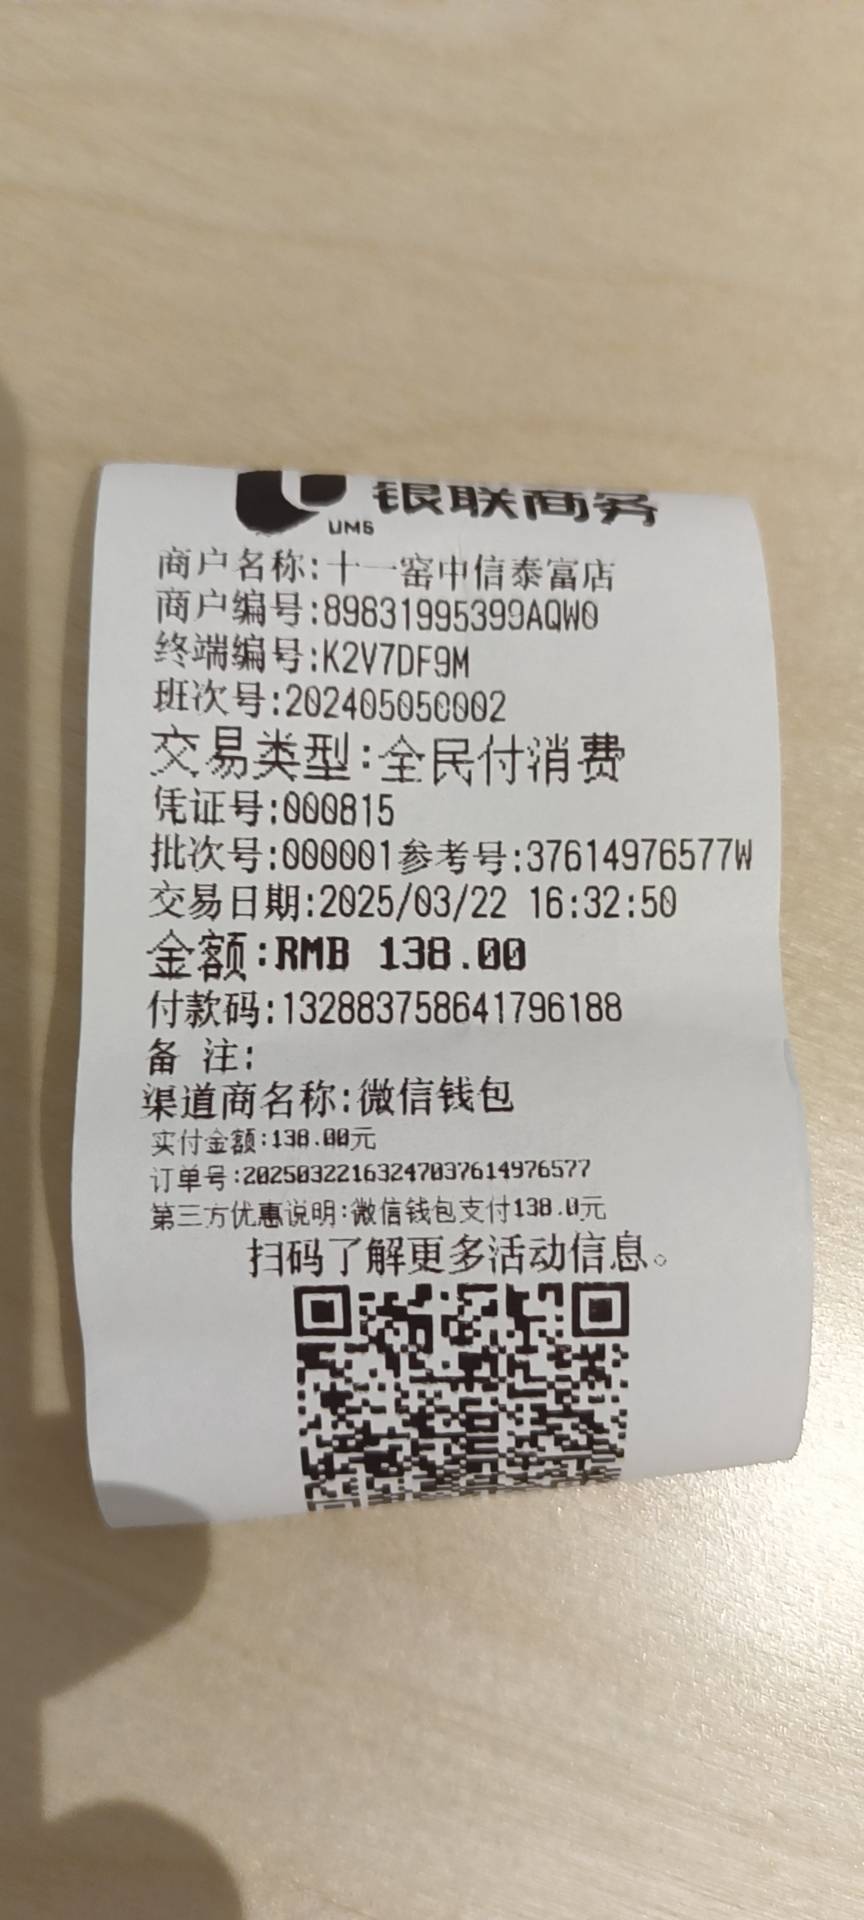 银联商务
UMS
商户名称:十一窑中信泰富店
商户编号:89831995399AQW0
终端编号:K2V7DF9M
班次号:202405050002
交易类型:全民付消费
凭证号:000815
批次号:000001参考号:37614976577W
交易日期:2025/03/22 16:32:50
金额:RMB 138.00
付款码:132883758641796188
备 注:
渠道商名称:微信钱包
实付金额:138.00元
订单号:20250322163247037614976577
第三方优惠说明:微信钱包支付138.0元
扫码了解更多活动信息。